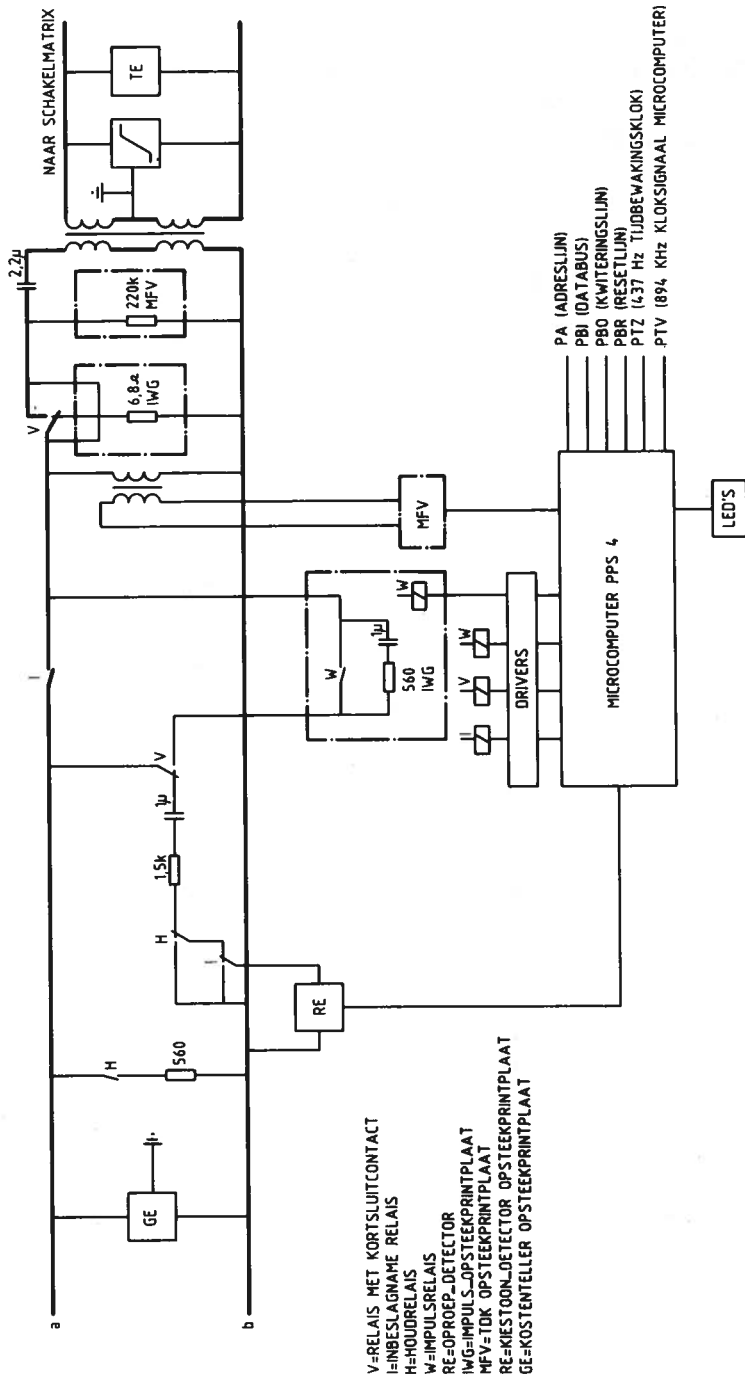 NAAR SCHAKELMATRIX
TE
2,2µ
220k
MFV
6,8Ω
IWG
V
I
V
1µ
1,5k
H
I
H
560
RE
GE
a
b
W
1µ
560
IWG
W
MFV
I
V
W
DRIVERS
MICROCOMPUTER PPS 4
LED'S
PA (ADRESLIJN)
PBI (DATABUS)
PBO (KWITERINGSLIJN)
PBR (RESETLIJN)
PTZ (437 Hz TIJDBEWAKINGSKLOK)
PTV (894 KHz KLOKSIGNAAL MICROCOMPUTER)
V=RELAIS MET KORTSLUITCONTACT
I=INBESLAGNAME RELAIS
H=HOUDRELAIS
W=IMPULSRELAIS
RE=OPROEP_DETECTOR
IWG=IMPULS_OPSTEEKPRINTPLAAT
MFV=TDK OPSTEEKPRINTPLAAT
RE=KIESTOON_DETECTOR OPSTEEKPRINTPLAAT
GE=KOSTENTELLER OPSTEEKPRINTPLAAT